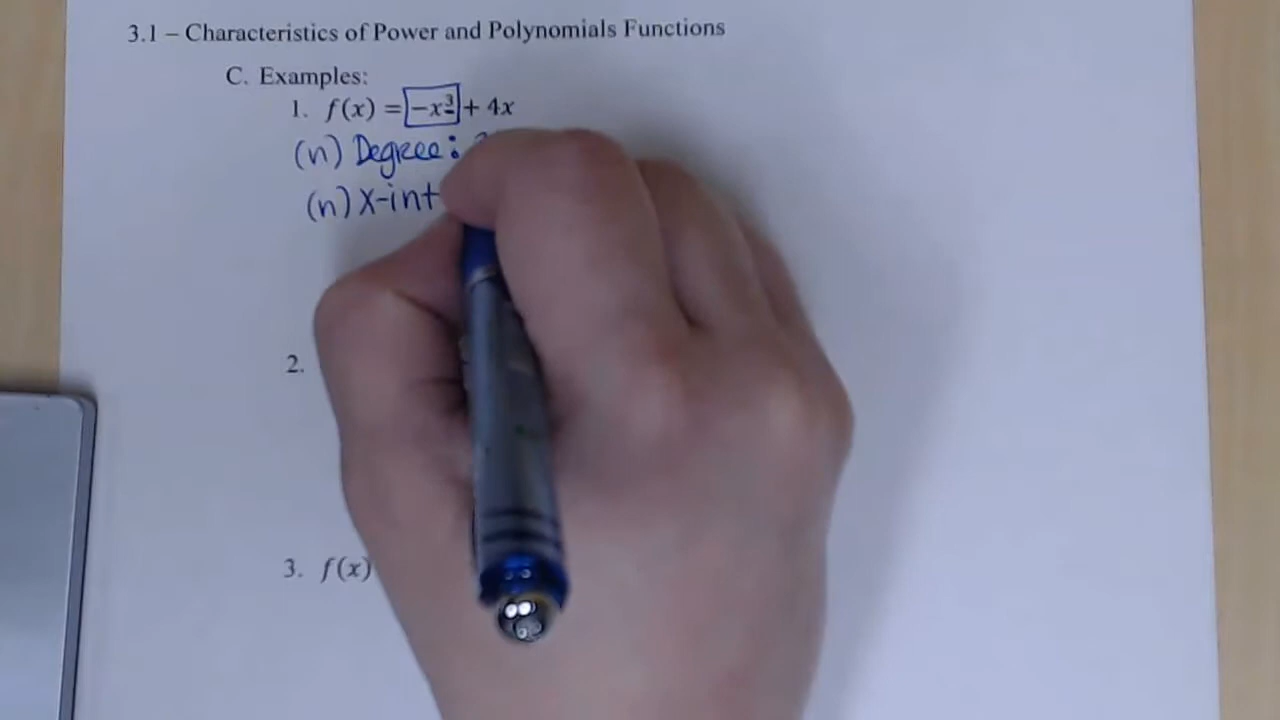 3.1 – Characteristics of Power and Polynomials Functions
C. Examples:
1. f(x) = −x³ + 4x
(n) Degree:
(n) X-int
2.
3. f(x)